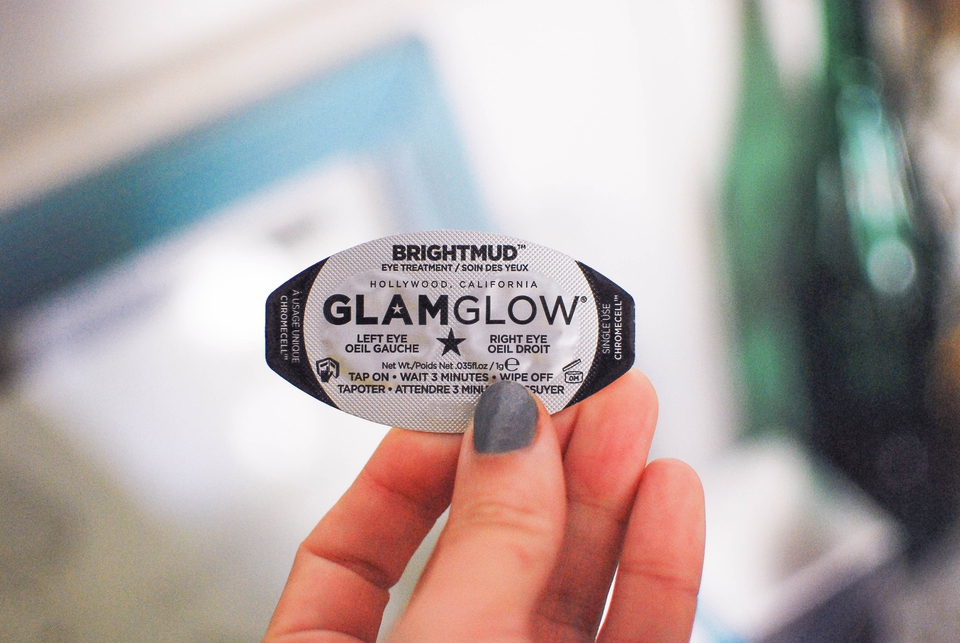 BRIGHTMUD™
EYE TREATMENT / SOIN DES YEUX
HOLLYWOOD, CALIFORNIA
GLAMGLOW®
LEFT EYE
OEIL GAUCHE
RIGHT EYE
OEIL DROIT
Net Wt./Poids Net .035fl.oz / 1g ℮
TAP ON • WAIT 3 MINUTES • WIPE OFF
TAPOTER • ATTENDRE 3
À USAGE UNIQUE
CHROMECELL™
SINGLE USE
CHROMECELL™